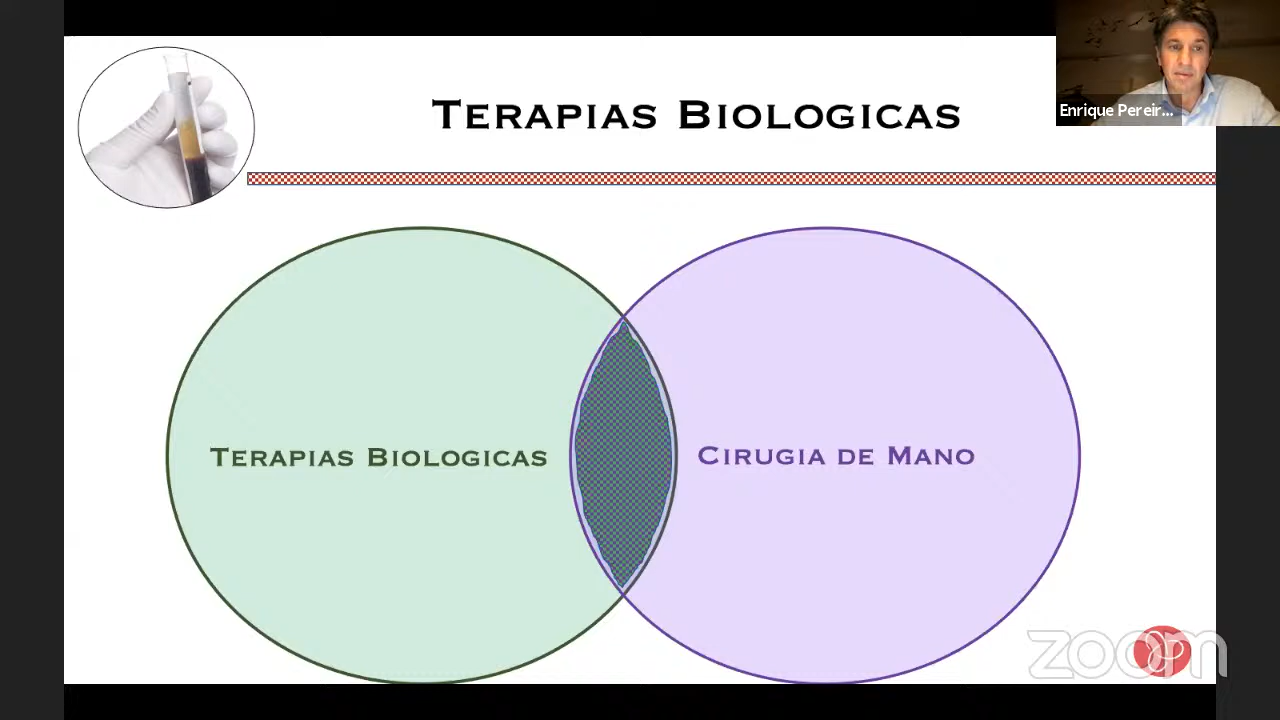 TERAPIAS BIOLOGICAS
Enrique Pereir...
TERAPIAS BIOLOGICAS
CIRUGIA DE MANO
zoom